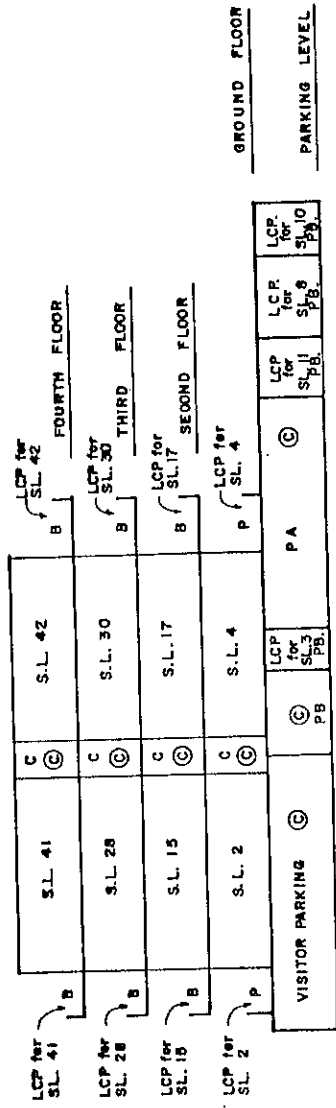 LCP for
SL. 41
B
S.L. 41
C
Ⓒ
S.L. 42
B
LCP for
SL. 42
FOURTH FLOOR
LCP for
SL. 28
B
S.L. 28
C
Ⓒ
S.L. 30
B
LCP for
SL. 30
THIRD FLOOR
LCP for
SL. 15
B
S.L. 15
C
Ⓒ
S.L. 17
B
LCP for
SL. 17
SECOND FLOOR
LCP for
SL. 2
P
S.L. 2
C
Ⓒ
S.L. 4
P
LCP for
SL. 4
GROUND FLOOR
VISITOR PARKING Ⓒ
Ⓒ
PB
LCP
for
SL.3
PB.
PA
Ⓒ
LCP
for
SL.11
PB.
LCP.
for
SL.8
PB.
LCP.
for
SL.10
PB.
PARKING LEVEL